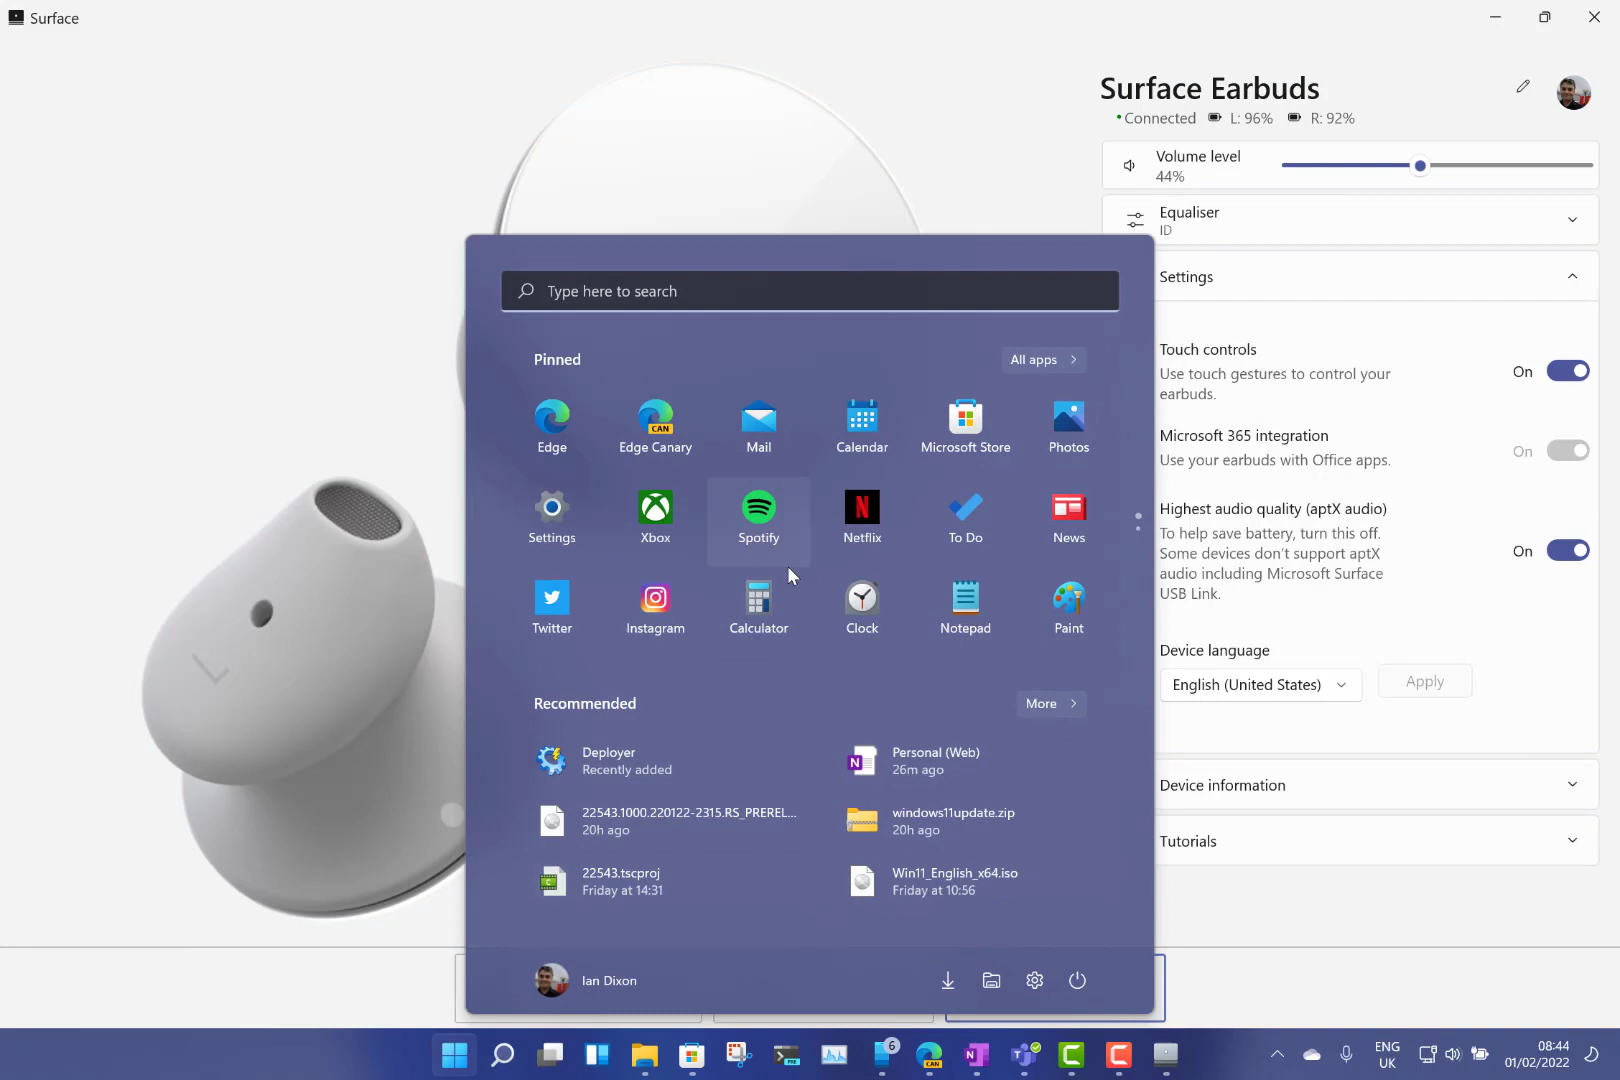 Surface
Surface Earbuds
Connected L: 96% R: 92%
Volume level
44%
Equaliser
ID
Settings
Touch controls
Use touch gestures to control your
earbuds.
On
Microsoft 365 integration
Use your earbuds with Office apps.
On
Highest audio quality (aptX audio)
To help save battery, turn this off.
Some devices don't support aptX
audio including Microsoft Surface
USB Link.
On
Device language
English (United States)
Apply
Device information
Tutorials
Type here to search
Pinned
All apps
Edge
CAN
Edge Canary
Mail
Calendar
Microsoft Store
Photos
Settings
Xbox
Spotify
N
Netflix
To Do
News
Twitter
Instagram
Calculator
Clock
Notepad
Paint
Recommended
More
Deployer
Recently added
N
Personal (Web)
26m ago
22543.1000.220122-2315.RS_PREREL...
20h ago
windows11update.zip
20h ago
C
22543.tscproj
Friday at 14:31
Win11_English_x64.iso
Friday at 10:56
Ian Dixon
PRE
6
CAN
N
T
C
C
ENG
UK
08:44
01/02/2022